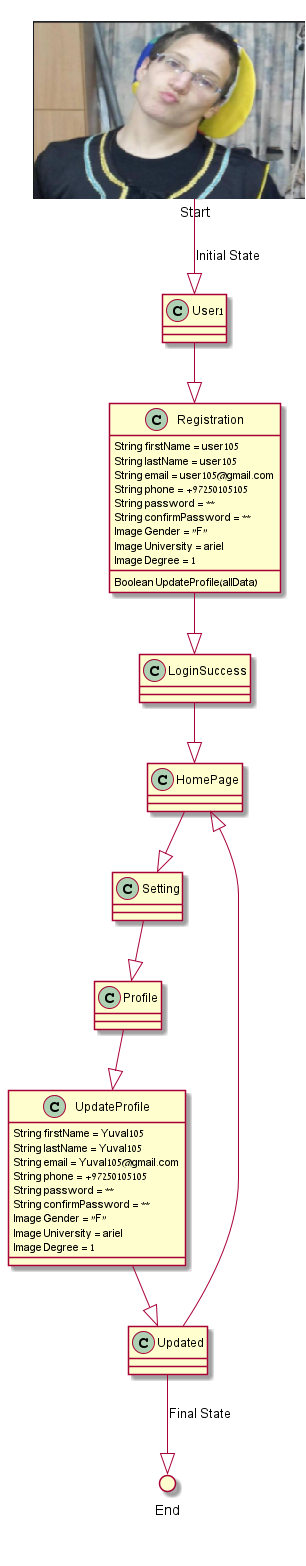 Start
Initial State
C User1
C Registration
String firstName = user105
String lastName = user105
String email = user105@gmail.com
String phone = +97250105105
String password = **
String confirmPassword = **
Image Gender = "F"
Image University = ariel
Image Degree = 1
Boolean UpdateProfile(allData)
C LoginSuccess
C HomePage
C Setting
C Profile
C UpdateProfile
String firstName = Yuval105
String lastName = Yuval105
String email = Yuval105@gmail.com
String phone = +97250105105
String password = **
String confirmPassword = **
Image Gender = "F"
Image University = ariel
Image Degree = 1
C Updated
Final State
End